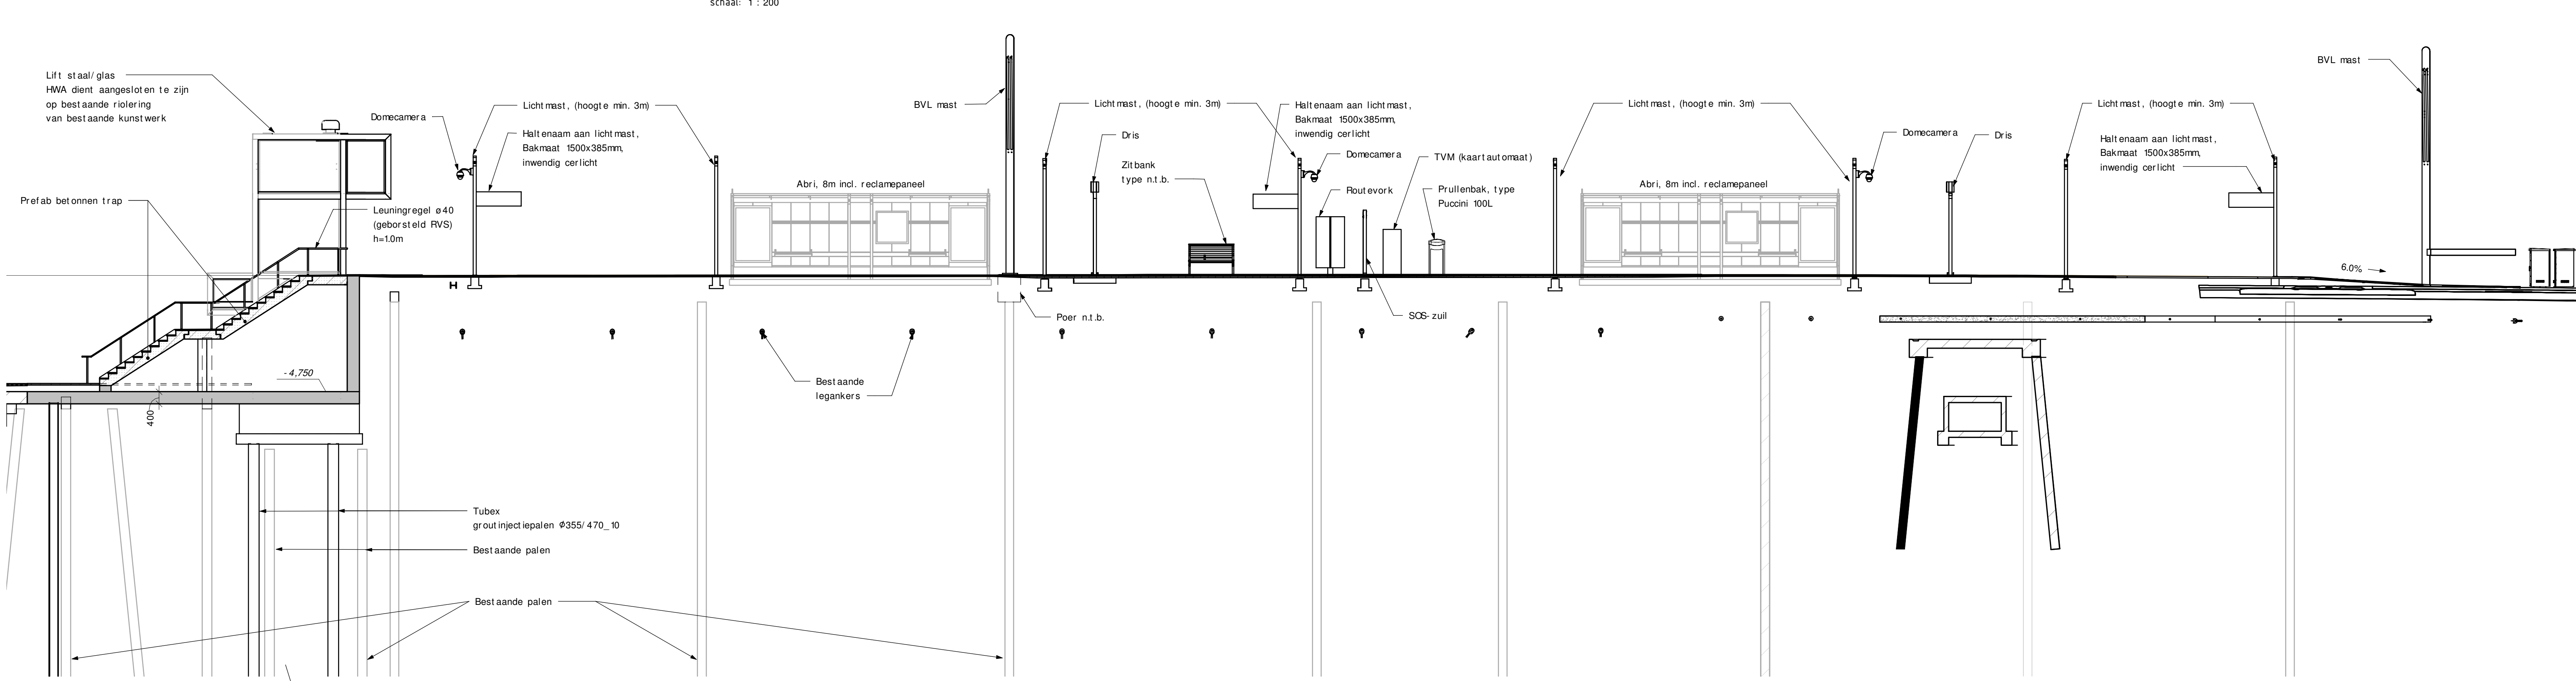 schaal: 1 : 200
Lift staal/glas
HWA dient aangesloten te zijn
op bestaande riolering
van bestaande kunstwerk
Domecamera
Lichtmast, (hoogte min. 3m)
Haltenaam aan lichtmast,
Bakmaat 1500x385mm,
inwendig cerlicht
Prefab betonnen trap
Leuningregel ø40
(geborsteld RVS)
h=1.0m
Abri, 8m incl. reclamepaneel
BVL mast
Lichtmast, (hoogte min. 3m)
Dris
Zitbank
type n.t.b.
Haltenaam aan lichtmast,
Bakmaat 1500x385mm,
inwendig cerlicht
Domecamera
TVM (kaartautomaat)
Routevork
Prullenbak, type
Puccini 100L
Lichtmast, (hoogte min. 3m)
Abri, 8m incl. reclamepaneel
Domecamera
Dris
Lichtmast, (hoogte min. 3m)
Haltenaam aan lichtmast,
Bakmaat 1500x385mm,
inwendig cerlicht
BVL mast
6.0%
Poer n.t.b.
SOS-zuil
- 4,750
400
Bestaande
legankers
Tubex
groutinjectiepalen Ø355/470_10
Bestaande palen
Bestaande palen